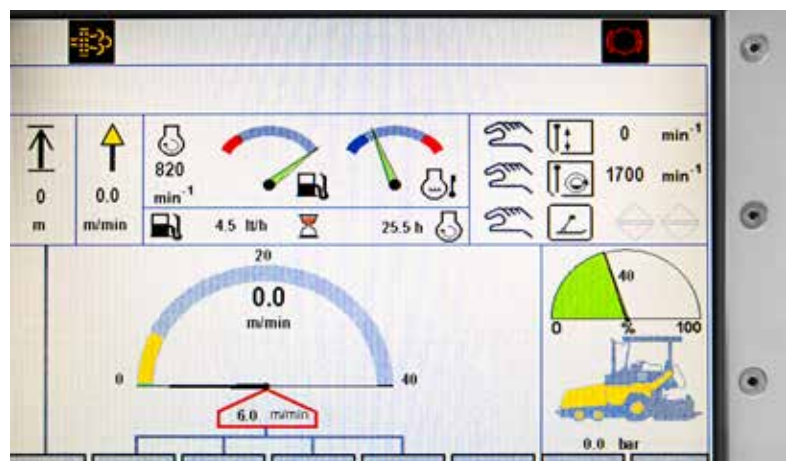 0
m
0.0
m/min
820
min⁻¹
4.5 lt/h
25.5 h
0 min⁻¹
1700 min⁻¹
20
0.0
m/min
0
40
6.0 m/min
40
0 % 100
0.0 bar